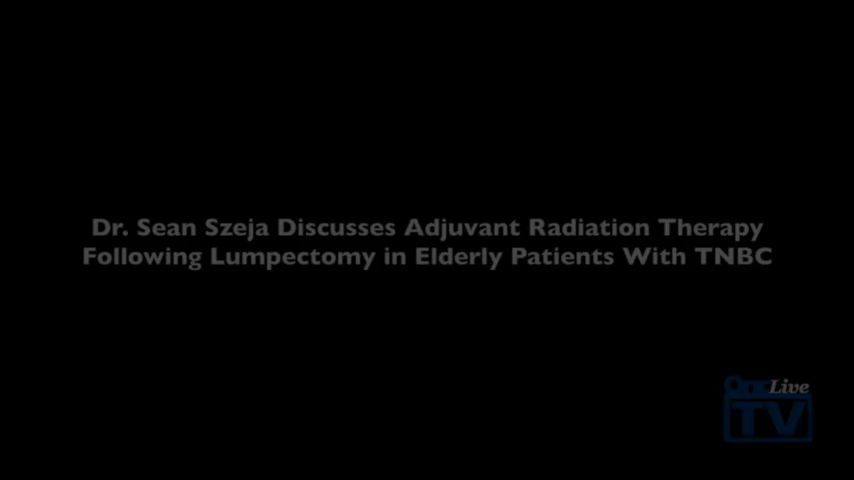 Dr. Sean Szeja Discusses Adjuvant Radiation Therapy
Following Lumpectomy in Elderly Patients With TNBC
OncLive
TV